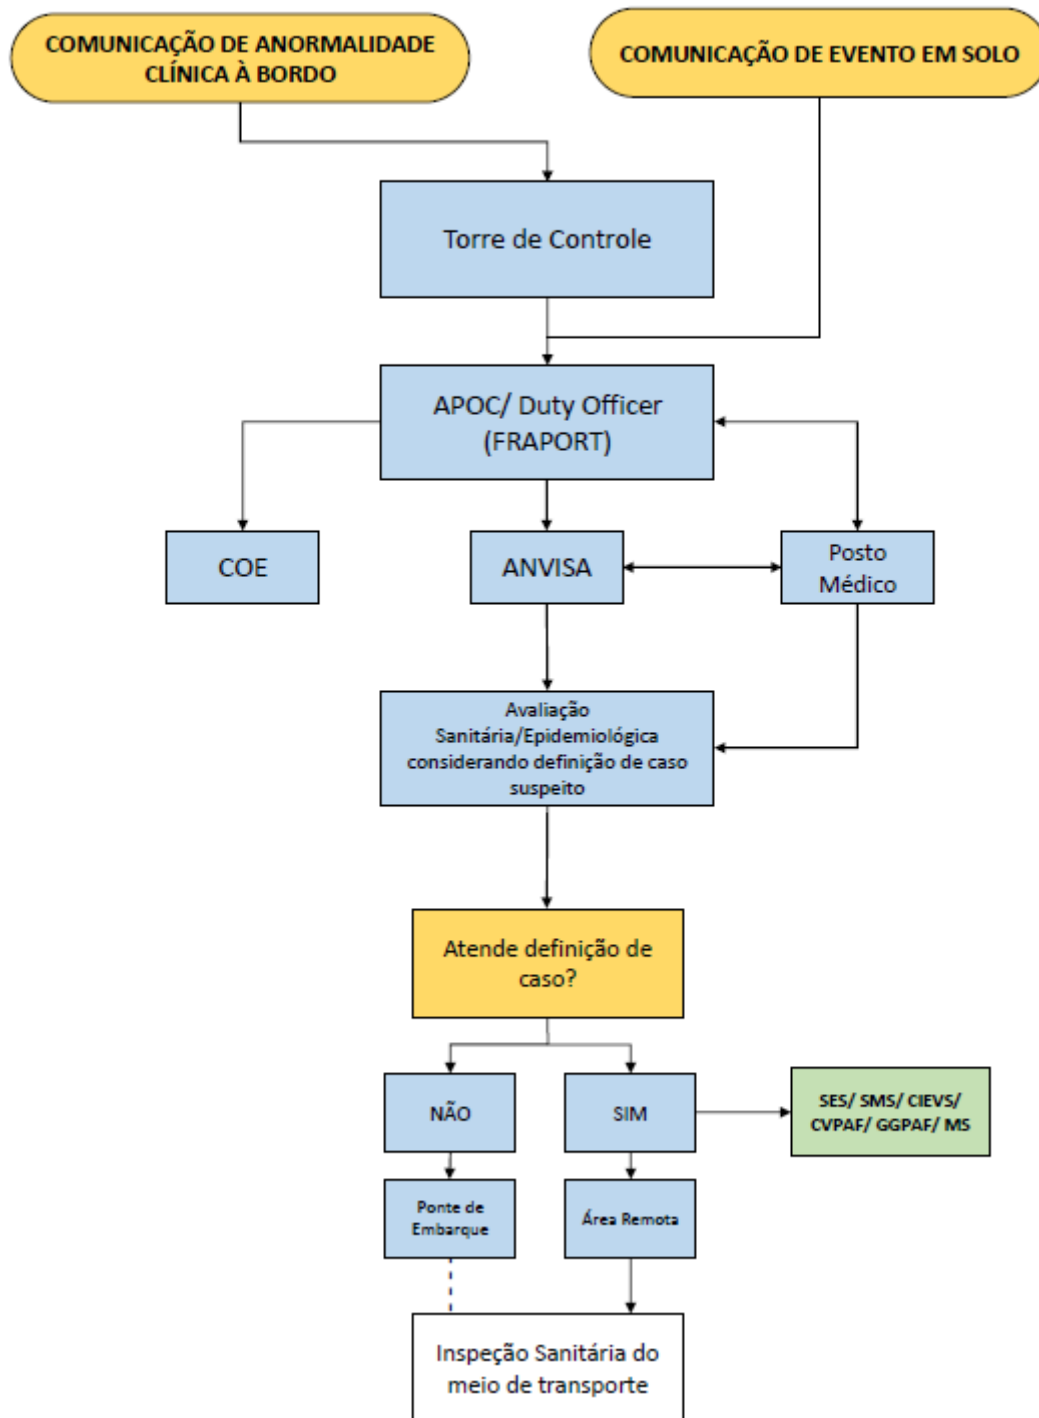 COMUNICAÇÃO DE ANORMALIDADE
CLÍNICA À BORDO
COMUNICAÇÃO DE EVENTO EM SOLO
Torre de Controle
APOC/ Duty Officer
(FRAPORT)
COE
ANVISA
Posto
Médico
Avaliação
Sanitária/Epidemiológica
considerando definição de caso
suspeito
Atende definição de
caso?
NÃO
SIM
SES/ SMS/ CIEVS/
CVPAF/ GGPAF/ MS
Ponte de
Embarque
Área Remota
Inspeção Sanitária do
meio de transporte